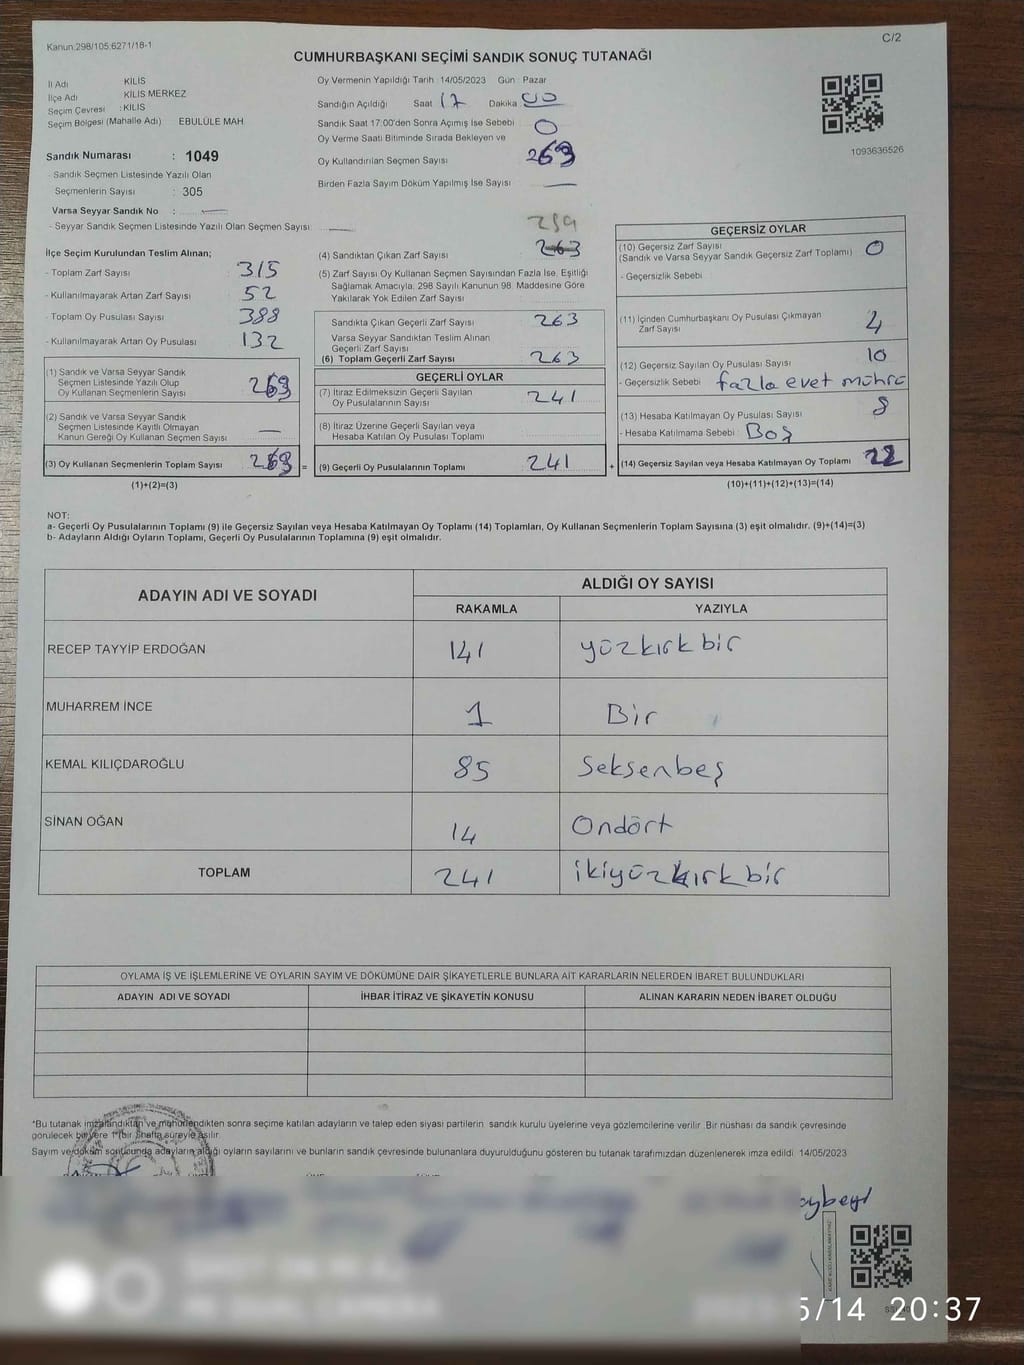 Kanun:298/105;6271/18-1
C/2
CUMHURBAŞKANI SEÇİMİ SANDIK SONUÇ TUTANAĞI
İl Adı KİLİS
İlçe Adı : KİLİS MERKEZ
Seçim Çevresi : KİLİS
Seçim Bölgesi (Mahalle Adı) EBULÜLE MAH
Oy Vermenin Yapıldığı Tarih :14/05/2023 Gün Pazar
Sandığın Açıldığı Saat 17 Dakika 00
Sandık Saat 17:00'den Sonra Açımış İse Sebebi
Oy Verme Saati Bitiminde Sırada Bekleyen ve 0
Oy Kullandırılan Seçmen Sayısı 263
Birden Fazla Sayım Döküm Yapılmış İse Sayısı —
1093636526
Sandık Numarası : 1049
- Sandık Seçmen Listesinde Yazılı Olan
Seçmenlerin Sayısı : 305
Varsa Seyyar Sandık No : —
- Seyyar Sandık Seçmen Listesinde Yazılı Olan Seçmen Sayısı: —
İlçe Seçim Kurulundan Teslim Alınan;
- Toplam Zarf Sayısı 315
- Kullanılmayarak Artan Zarf Sayısı 52
- Toplam Oy Pusulası Sayısı 388
- Kullanılmayarak Artan Oy Pusulası 132
(1) Sandık ve Varsa Seyyar Sandık
Seçmen Listesinde Yazılı Olup
Oy Kullanan Seçmenlerin Sayısı 263
(2) Sandık ve Varsa Seyyar Sandık
Seçmen Listesinde Kayıtlı Olmayan
Kanun Gereği Oy Kullanan Seçmen Sayısı —
(3) Oy Kullanan Seçmenlerin Toplam Sayısı 263 =
(1)+(2)=(3)
259
(4) Sandıktan Çıkan Zarf Sayısı 263
(5) Zarf Sayısı Oy Kullanan Seçmen Sayısından Fazla İse, Eşitliği
Sağlamak Amacıyla, 298 Sayılı Kanunun 98. Maddesine Göre
Yakılarak Yok Edilen Zarf Sayısı
Sandıkta Çıkan Geçerli Zarf Sayısı 263
Varsa Seyyar Sandıktan Teslim Alınan
Geçerli Zarf Sayısı
(6) Toplam Geçerli Zarf Sayısı 263
GEÇERLİ OYLAR
(7) İtiraz Edilmeksizin Geçerli Sayılan
Oy Pusulalarının Sayısı 241
(8) İtiraz Üzerine Geçerli Sayılan veya
Hesaba Katılan Oy Pusulası Toplamı
(9) Geçerli Oy Pusulalarının Toplamı 241 +
GEÇERSİZ OYLAR
(10) Geçersiz Zarf Sayısı
(Sandık ve Varsa Seyyar Sandık Geçersiz Zarf Toplamı) 0
- Geçersizlik Sebebi
(11) İçinden Cumhurbaşkanı Oy Pusulası Çıkmayan
Zarf Sayısı 4
(12) Geçersiz Sayılan Oy Pusulası Sayısı 10
- Geçersizlik Sebebi fazla evet mühre
(13) Hesaba Katılmayan Oy Pusulası Sayısı 8
- Hesaba Katılmama Sebebi : Boş
(14) Geçersiz Sayılan veya Hesaba Katılmayan Oy Toplamı 22
(10)+(11)+(12)+(13)=(14)
NOT:
a- Geçerli Oy Pusulalarının Toplamı (9) ile Geçersiz Sayılan veya Hesaba Katılmayan Oy Toplamı (14) Toplamları, Oy Kullanan Seçmenlerin Toplam Sayısına (3) eşit olmalıdır. (9)+(14)=(3)
b- Adayların Aldığı Oyların Toplamı, Geçerli Oy Pusulalarının Toplamına (9) eşit olmalıdır.
ADAYIN ADI VE SOYADI ALDIĞI OY SAYISI
RAKAMLA YAZIYLA
RECEP TAYYİP ERDOĞAN 141 yüzkırkbir
MUHARREM İNCE 1 Bir
KEMAL KILIÇDAROĞLU 85 Seksenbeş
SİNAN OĞAN 14 Ondört
TOPLAM 241 ikiyüzkırkbir
OYLAMA İŞ VE İŞLEMLERİNE VE OYLARIN SAYIM VE DÖKÜMÜNE DAİR ŞİKAYETLERLE BUNLARA AİT KARARLARIN NELERDEN İBARET BULUNDUKLARI
ADAYIN ADI VE SOYADI İHBAR İTİRAZ VE ŞİKAYETİN KONUSU ALINAN KARARIN NEDEN İBARET OLDUĞU
*Bu tutanak imzalandıktan ve mühürlendikten sonra seçime katılan adayların ve talep eden siyasi partilerin sandık kurulu üyelerine veya gözlemcilerine verilir. Bir nüshası da sandık çevresinde
görülecek bir yere 1 (bir) hafta süreyle asılır.
Sayım ve döküm sonucunda adayların aldığı oyların sayılarını ve bunların sandık çevresinde bulunanlara duyurulduğunu gösteren bu tutanak tarafımızdan düzenlenerek imza edildi. 14/05/2023
5/14 20:37